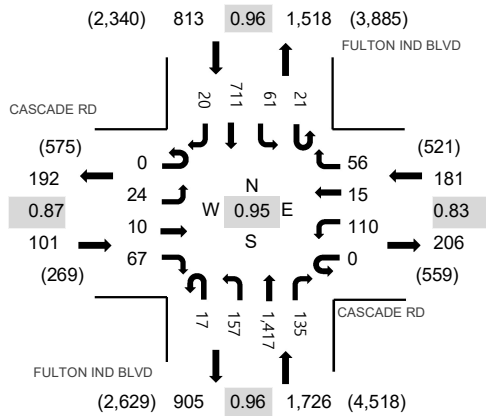 (2,340) 813 0.96 1,518 (3,885)
FULTON IND BLVD
CASCADE RD
20 711 61 21
(575) (521)
192 0 56 181
24 N 15
0.87 W 0.95 E 0.83
101 10 S 110 206
67 0
(269) (559)
17 157 1,417 135
CASCADE RD
FULTON IND BLVD
(2,629) 905 0.96 1,726 (4,518)